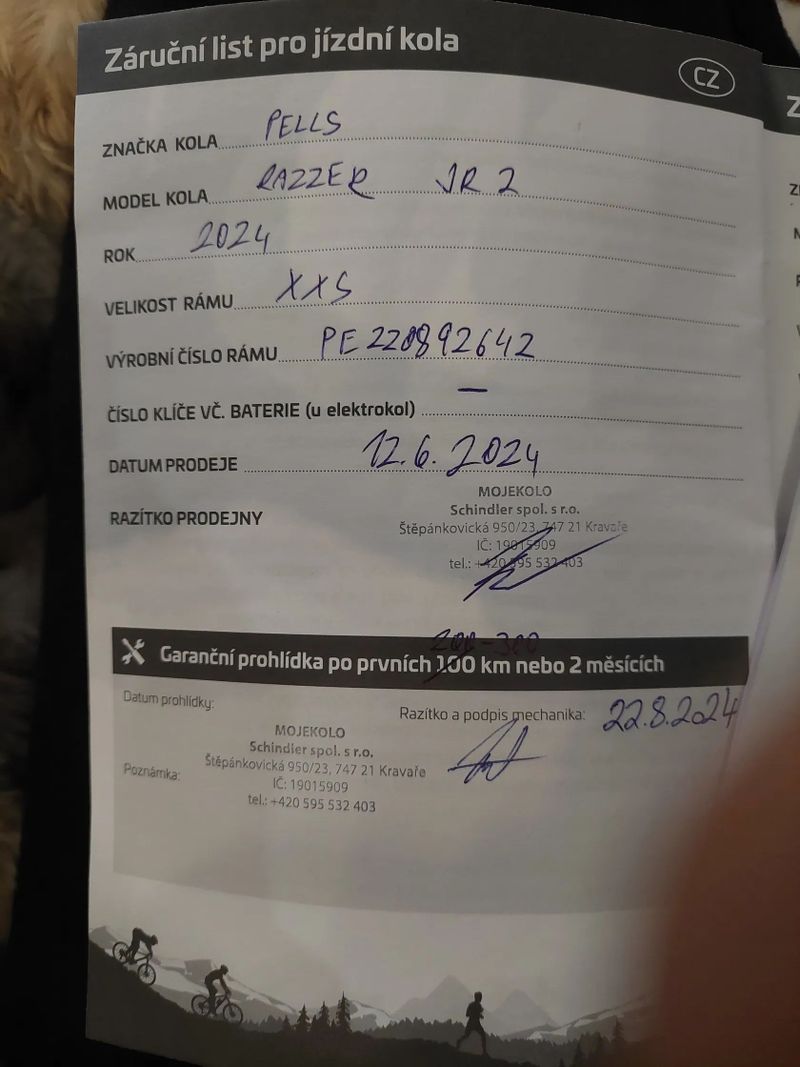 Záruční list pro jízdní kola
CZ
ZNAČKA KOLA PELLS
MODEL KOLA RAZZER JR 2
ROK 2024
VELIKOST RÁMU XXS
VÝROBNÍ ČÍSLO RÁMU PE220892642
ČÍSLO KLÍČE VČ. BATERIE (u elektrokol) –
DATUM PRODEJE 12.6.2024
RAZÍTKO PRODEJNY
MOJEKOLO
Schindler spol. s r.o.
Štěpánkovická 950/23, 747 21 Kravaře
IČ: 19015909
tel.: +420 595 532 403
200-300
Garanční prohlídka po prvních 100 km nebo 2 měsících
Datum prohlídky:
Razítko a podpis mechanika: 22.8.2024
MOJEKOLO
Schindler spol. s r.o.
Štěpánkovická 950/23, 747 21 Kravaře
Poznámka:
IČ: 19015909
tel.: +420 595 532 403